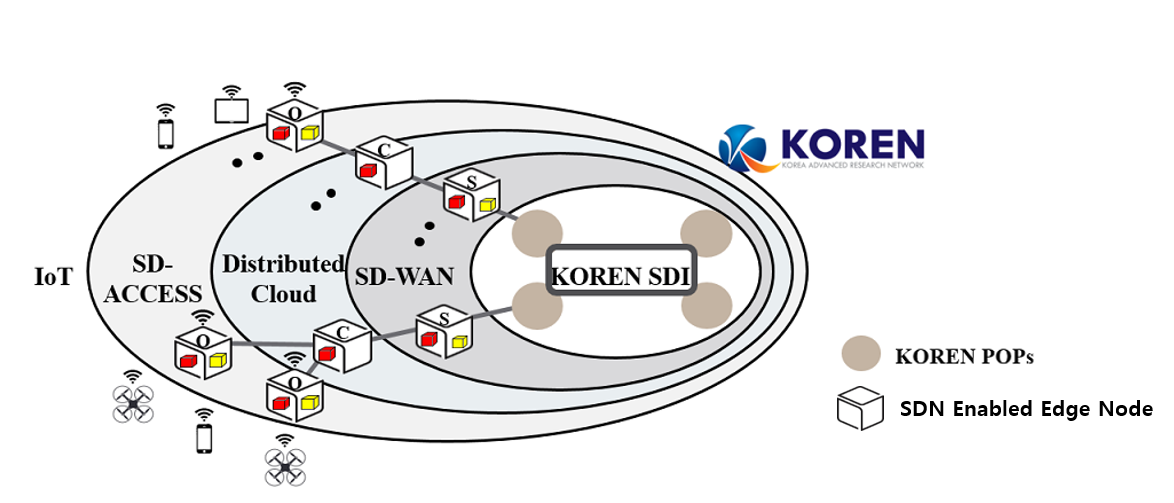 O
C
KOREN
KOREA ADVANCED RESEARCH NETWORK
S
IoT
SD-
ACCESS
Distributed
Cloud
SD-WAN
KOREN SDI
S
C
O
O
KOREN POPs
SDN Enabled Edge Node